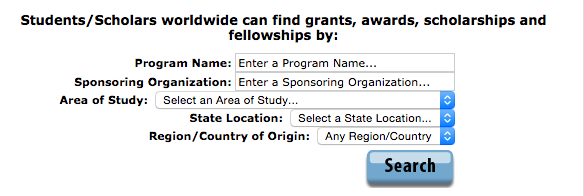 Students/Scholars worldwide can find grants, awards, scholarships and
fellowships by:
Program Name: Enter a Program Name...
Sponsoring Organization: Enter a Sponsoring Organization...
Area of Study: Select an Area of Study...
State Location: Select a State Location...
Region/Country of Origin: Any Region/Country
Search